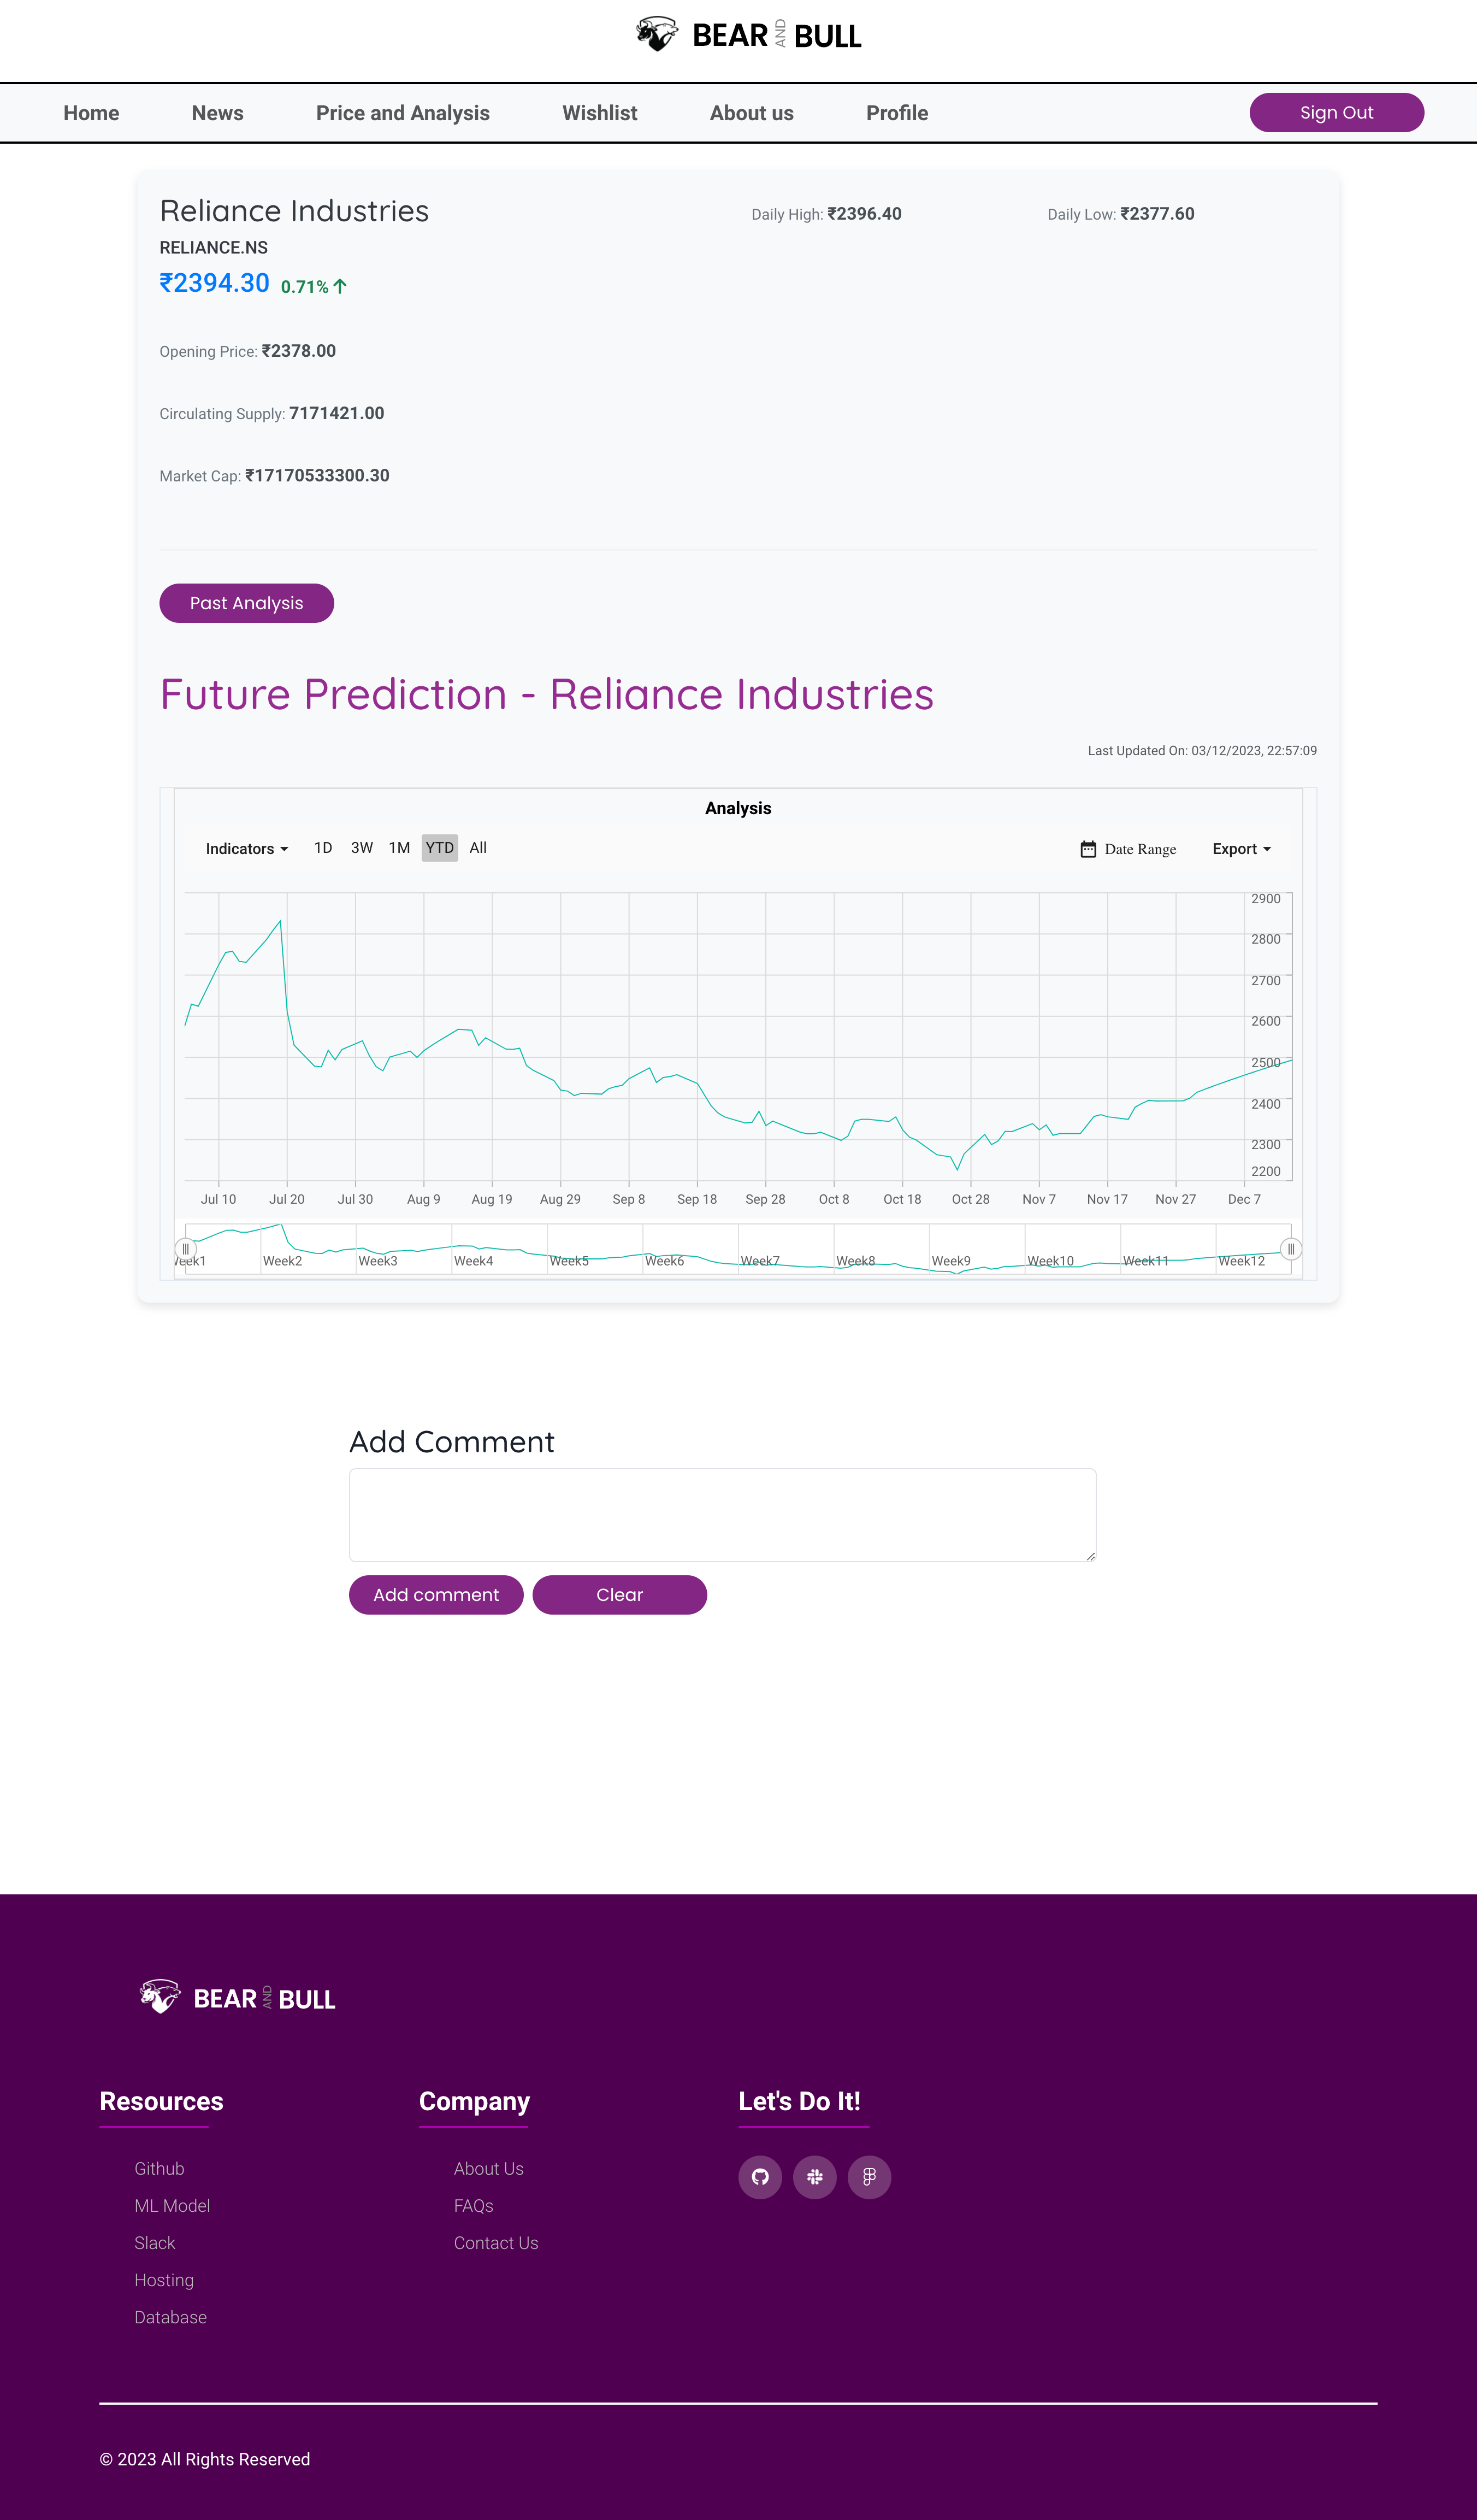 BEAR AND BULL
Home News Price and Analysis Wishlist About us Profile Sign Out
Reliance Industries Daily High: ₹2396.40 Daily Low: ₹2377.60
RELIANCE.NS
₹2394.30 0.71%
Opening Price: ₹2378.00
Circulating Supply: 7171421.00
Market Cap: ₹17170533300.30
Past Analysis
Future Prediction - Reliance Industries
Last Updated On: 03/12/2023, 22:57:09
Analysis
Indicators 1D 3W 1M YTD All Date Range Export
2900
2800
2700
2600
2500
2400
2300
2200
Jul 10 Jul 20 Jul 30 Aug 9 Aug 19 Aug 29 Sep 8 Sep 18 Sep 28 Oct 8 Oct 18 Oct 28 Nov 7 Nov 17 Nov 27 Dec 7
Week1 Week2 Week3 Week4 Week5 Week6 Week7 Week8 Week9 Week10 Week11 Week12
Add Comment
Add comment Clear
BEAR AND BULL
Resources Company Let's Do It!
Github About Us
ML Model FAQs
Slack Contact Us
Hosting
Database
© 2023 All Rights Reserved